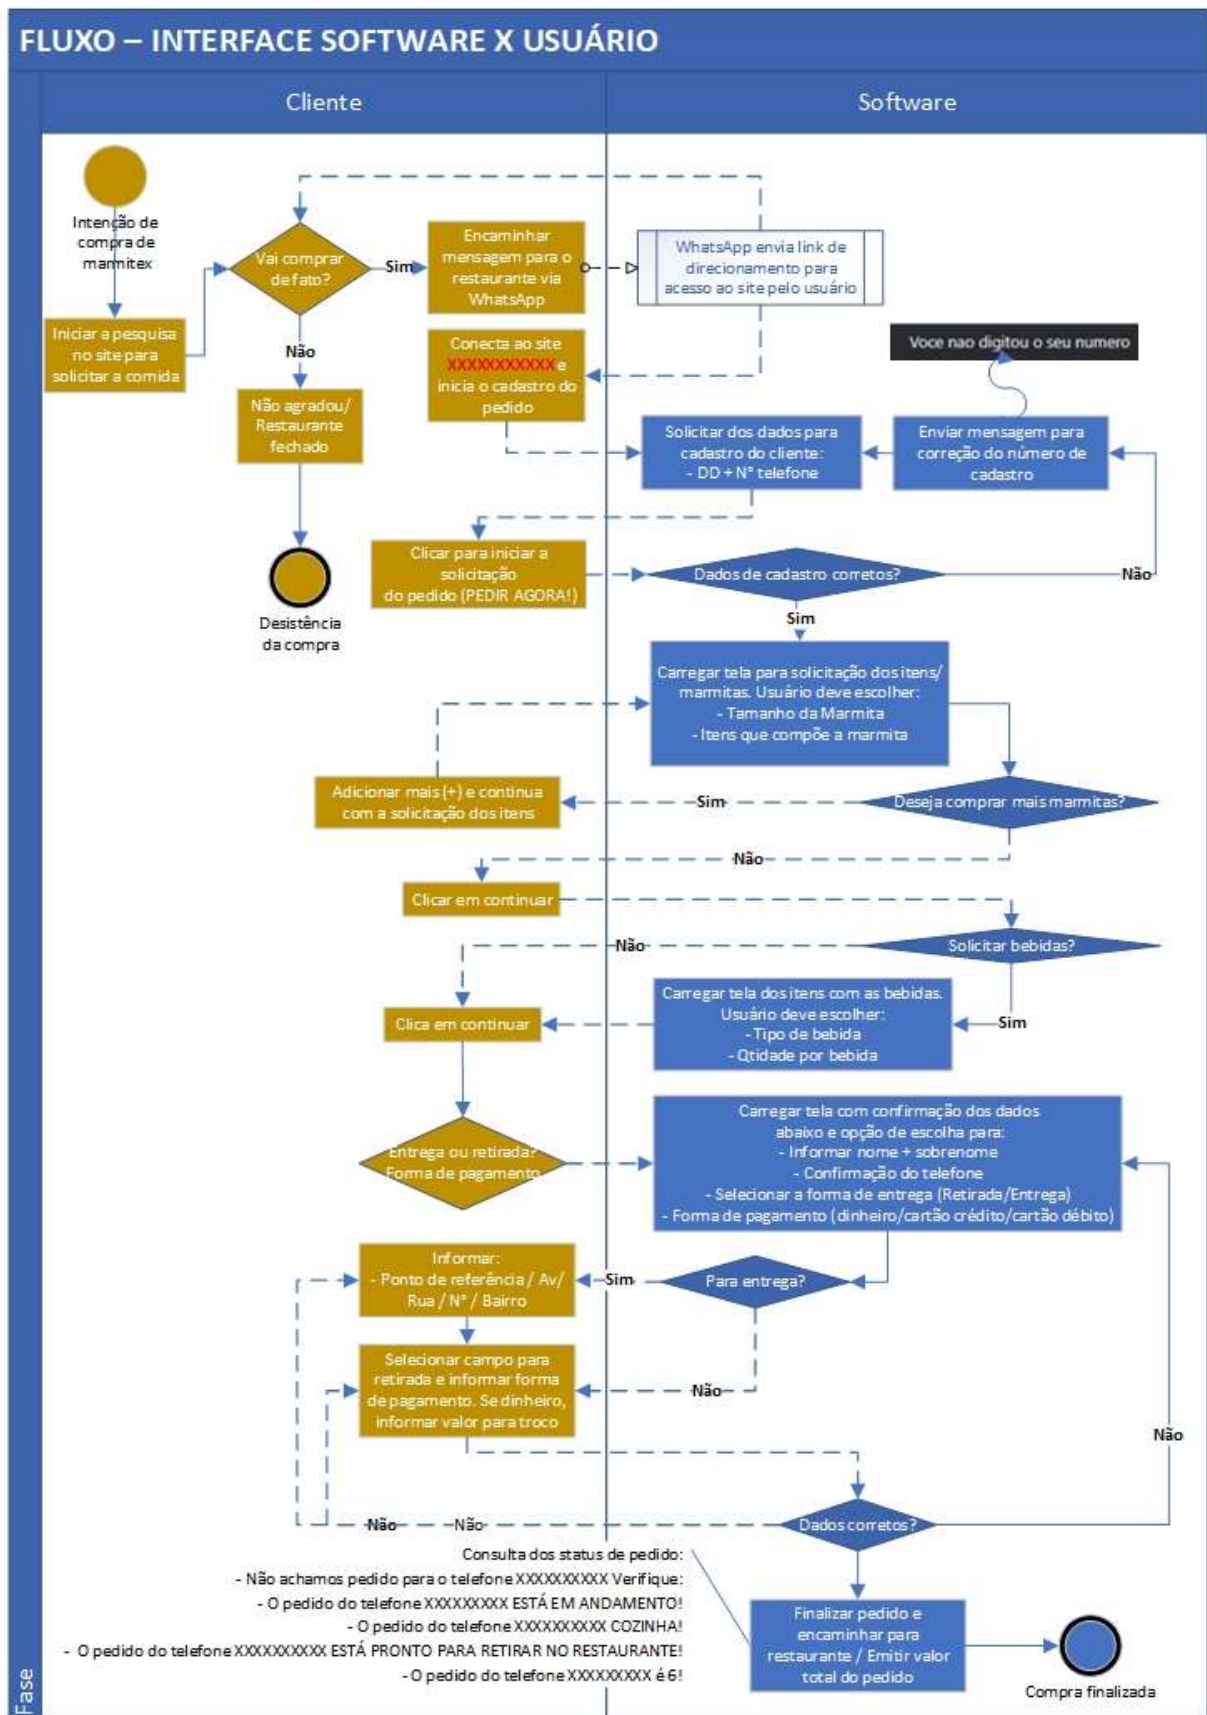 FLUXO – INTERFACE SOFTWARE X USUÁRIO
Cliente
Software
Intenção de
compra de
marmitex
Vai comprar
de fato?
Sim
Encaminhar
mensagem para o
restaurante via
WhatsApp
WhatsApp envia link de
direcionamento para
acesso ao site pelo usuário
Iniciar a pesquisa
no site para
solicitar a comida
Não
Conecta ao site
XXXXXXXXXXX e
inicia o cadastro do
pedido
Voce nao digitou o seu numero
Não agradou/
Restaurante
fechado
Solicitar dos dados para
cadastro do cliente:
- DD + N° telefone
Enviar mensagem para
correção do número de
cadastro
Clicar para iniciar a
solicitação
do pedido (PEDIR AGORA!)
Dados de cadastro corretos?
Não
Desistência
da compra
Sim
Carregar tela para solicitação dos itens/
marmitas. Usuário deve escolher:
- Tamanho da Marmita
- Itens que compõe a marmita
Adicionar mais (+) e continua
com a solicitação dos itens
Sim
Deseja comprar mais marmitas?
Não
Clicar em continuar
Não
Solicitar bebidas?
Carregar tela dos itens com as bebidas.
Usuário deve escolher:
- Tipo de bebida
- Qtidade por bebida
Sim
Clica em continuar
Entrega ou retirada?
Forma de pagamento
Carregar tela com confirmação dos dados
abaixo e opção de escolha para:
- Informar nome + sobrenome
- Confirmação do telefone
- Selecionar a forma de entrega (Retirada/Entrega)
- Forma de pagamento (dinheiro/cartão crédito/cartão débito)
Informar:
- Ponto de referência / Av/
Rua / N° / Bairro
Sim
Para entrega?
Selecionar campo para
retirada e informar forma
de pagamento. Se dinheiro,
informar valor para troco
Não
Não
Não
Não
Dados corretos?
Consulta dos status de pedido:
- Não achamos pedido para o telefone XXXXXXXXXX Verifique:
- O pedido do telefone XXXXXXXXX ESTÁ EM ANDAMENTO!
- O pedido do telefone XXXXXXXXXX COZINHA!
- O pedido do telefone XXXXXXXXXX ESTÁ PRONTO PARA RETIRAR NO RESTAURANTE!
- O pedido do telefone XXXXXXXXX é 6!
Finalizar pedido e
encaminhar para
restaurante / Emitir valor
total do pedido
Compra finalizada
Fase